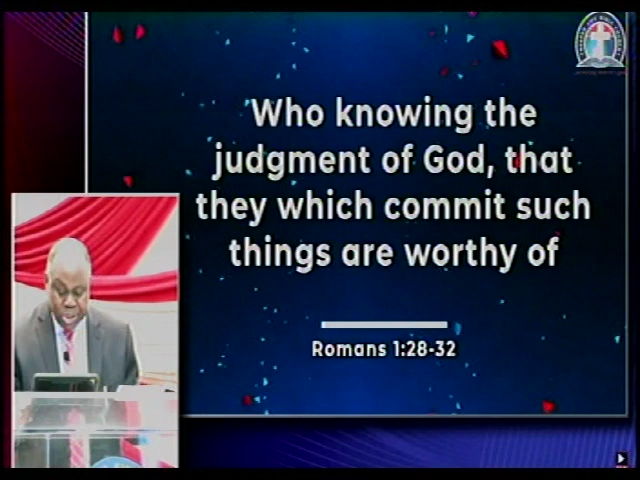 Who knowing the
judgment of God, that
they which commit such
things are worthy of
Romans 1:28-32